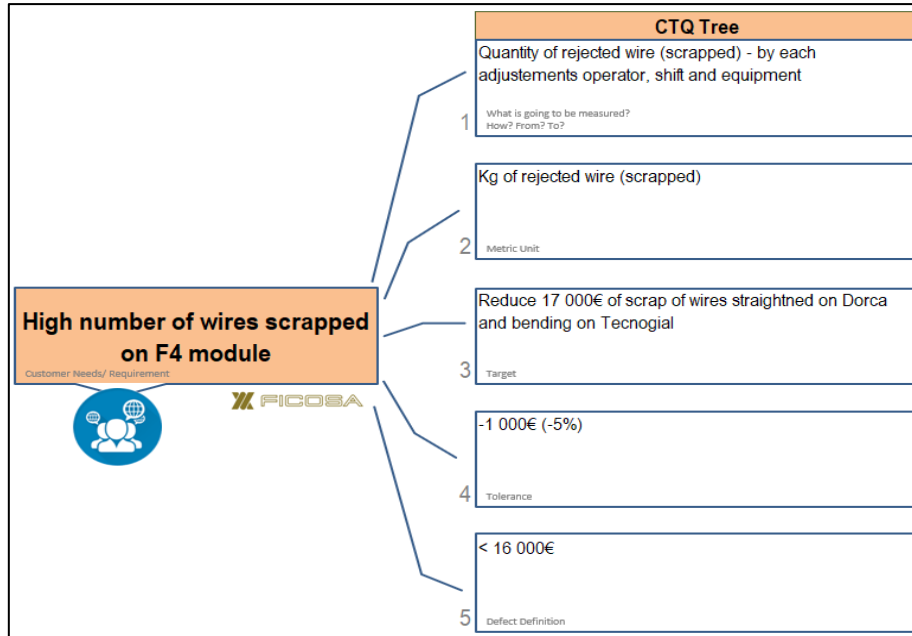 CTQ Tree
Quantity of rejected wire (scrapped) - by each
adjustements operator, shift and equipment
What is going to be measured?
How? From? To?
1
Kg of rejected wire (scrapped)
2
Metric Unit
High number of wires scrapped
on F4 module
Customer Needs/ Requirement
FICOSA
Reduce 17 000€ of scrap of wires straightned on Dorca
and bending on Tecnogial
3
Target
-1 000€ (-5%)
4
Tolerance
< 16 000€
5
Defect Definition